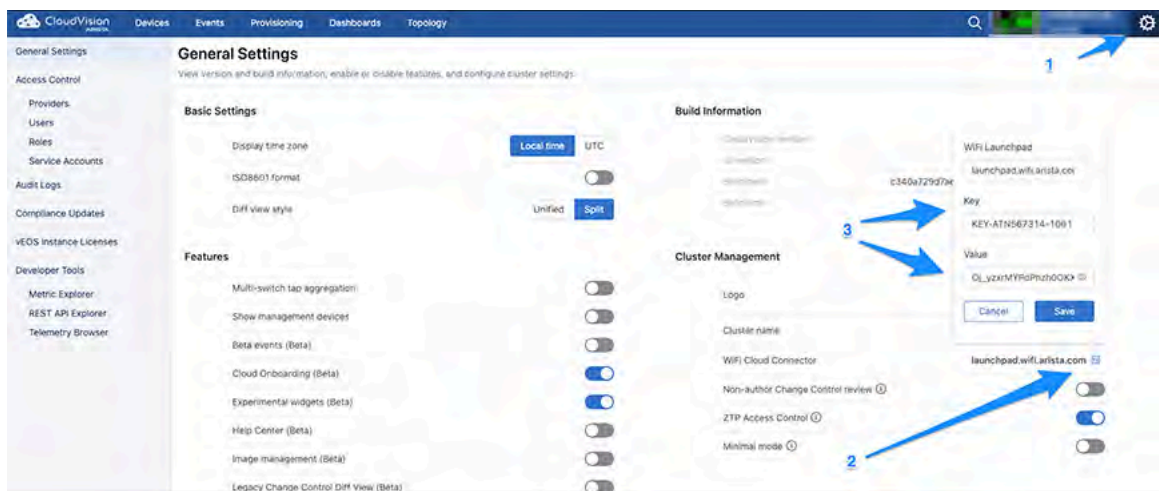 CloudVision
ARISTA
Devices
Events
Provisioning
Dashboards
Topology
General Settings
Access Control
Providers
Users
Roles
Service Accounts
Audit Logs
Compliance Updates
vEOS Instance Licenses
Developer Tools
Metric Explorer
REST API Explorer
Telemetry Browser
General Settings
View version and build information, enable or disable features, and configure cluster settings.
Basic Settings
Display time zone
Local time
UTC
ISO8601 format
Diff view style
Unified
Split
Features
Multi-switch tap aggregation
Show management devices
Beta events (Beta)
Cloud Onboarding (Beta)
Experimental widgets (Beta)
Help Center (Beta)
Image management (Beta)
Legacy Change Control Diff View (Beta)
1
Build Information
c340a729d7ae
WiFi Launchpad
launchpad.wifi.arista.co
Key
KEY-ATN567314-1061
Value
Cancel
Save
3
Cluster Management
Logo
Cluster name
WiFi Cloud Connector
launchpad.wifi.arista.com
Non-author Change Control review
ZTP Access Control
Minimal mode
2